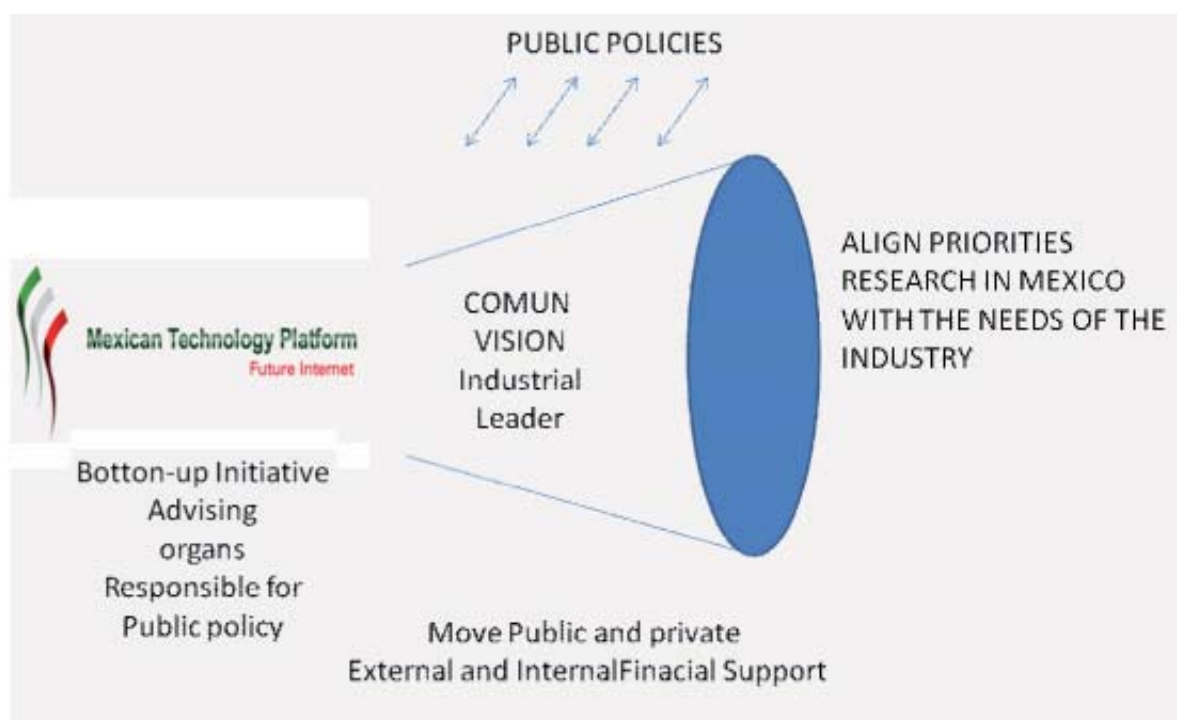 PUBLIC POLICIES
Mexican Technology Platform
Future Internet
Botton-up Initiative
Advising
organs
Responsible for
Public policy
COMUN
VISION
Industrial
Leader
ALIGN PRIORITIES
RESEARCH IN MEXICO
WITH THE NEEDS OF THE
INDUSTRY
Move Public and private
External and InternalFinacial Support